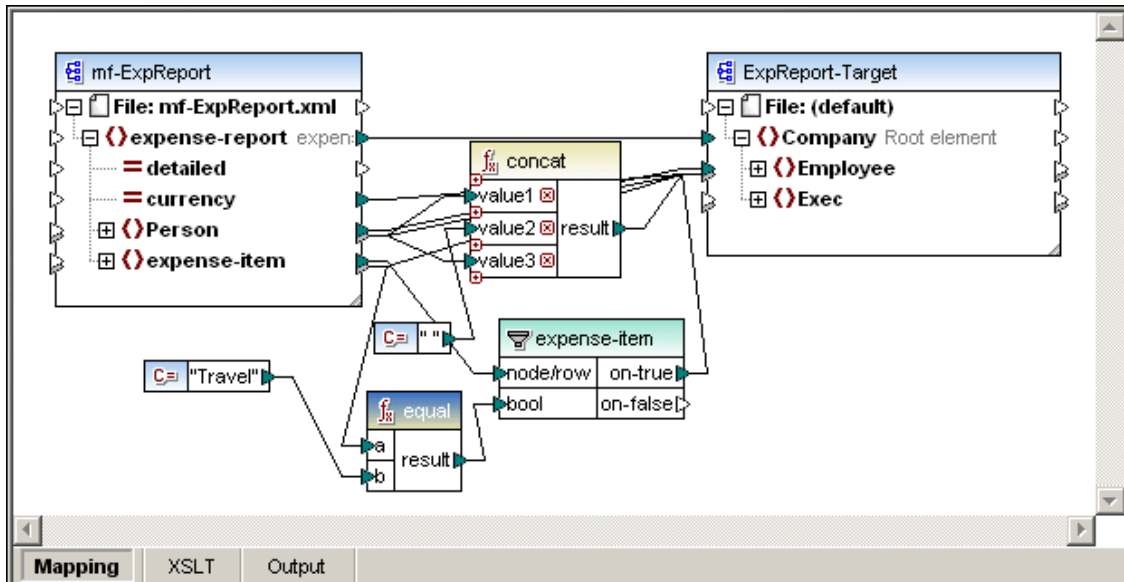 mf-ExpReport
File: mf-ExpReport.xml
expense-report expen
detailed
currency
Person
expense-item
concat
value1
value2
value3
result
ExpReport-Target
File: (default)
Company Root element
Employee
Exec
C= " "
C= "Travel"
equal
a
b
result
expense-item
node/row on-true
bool on-false
Mapping XSLT Output